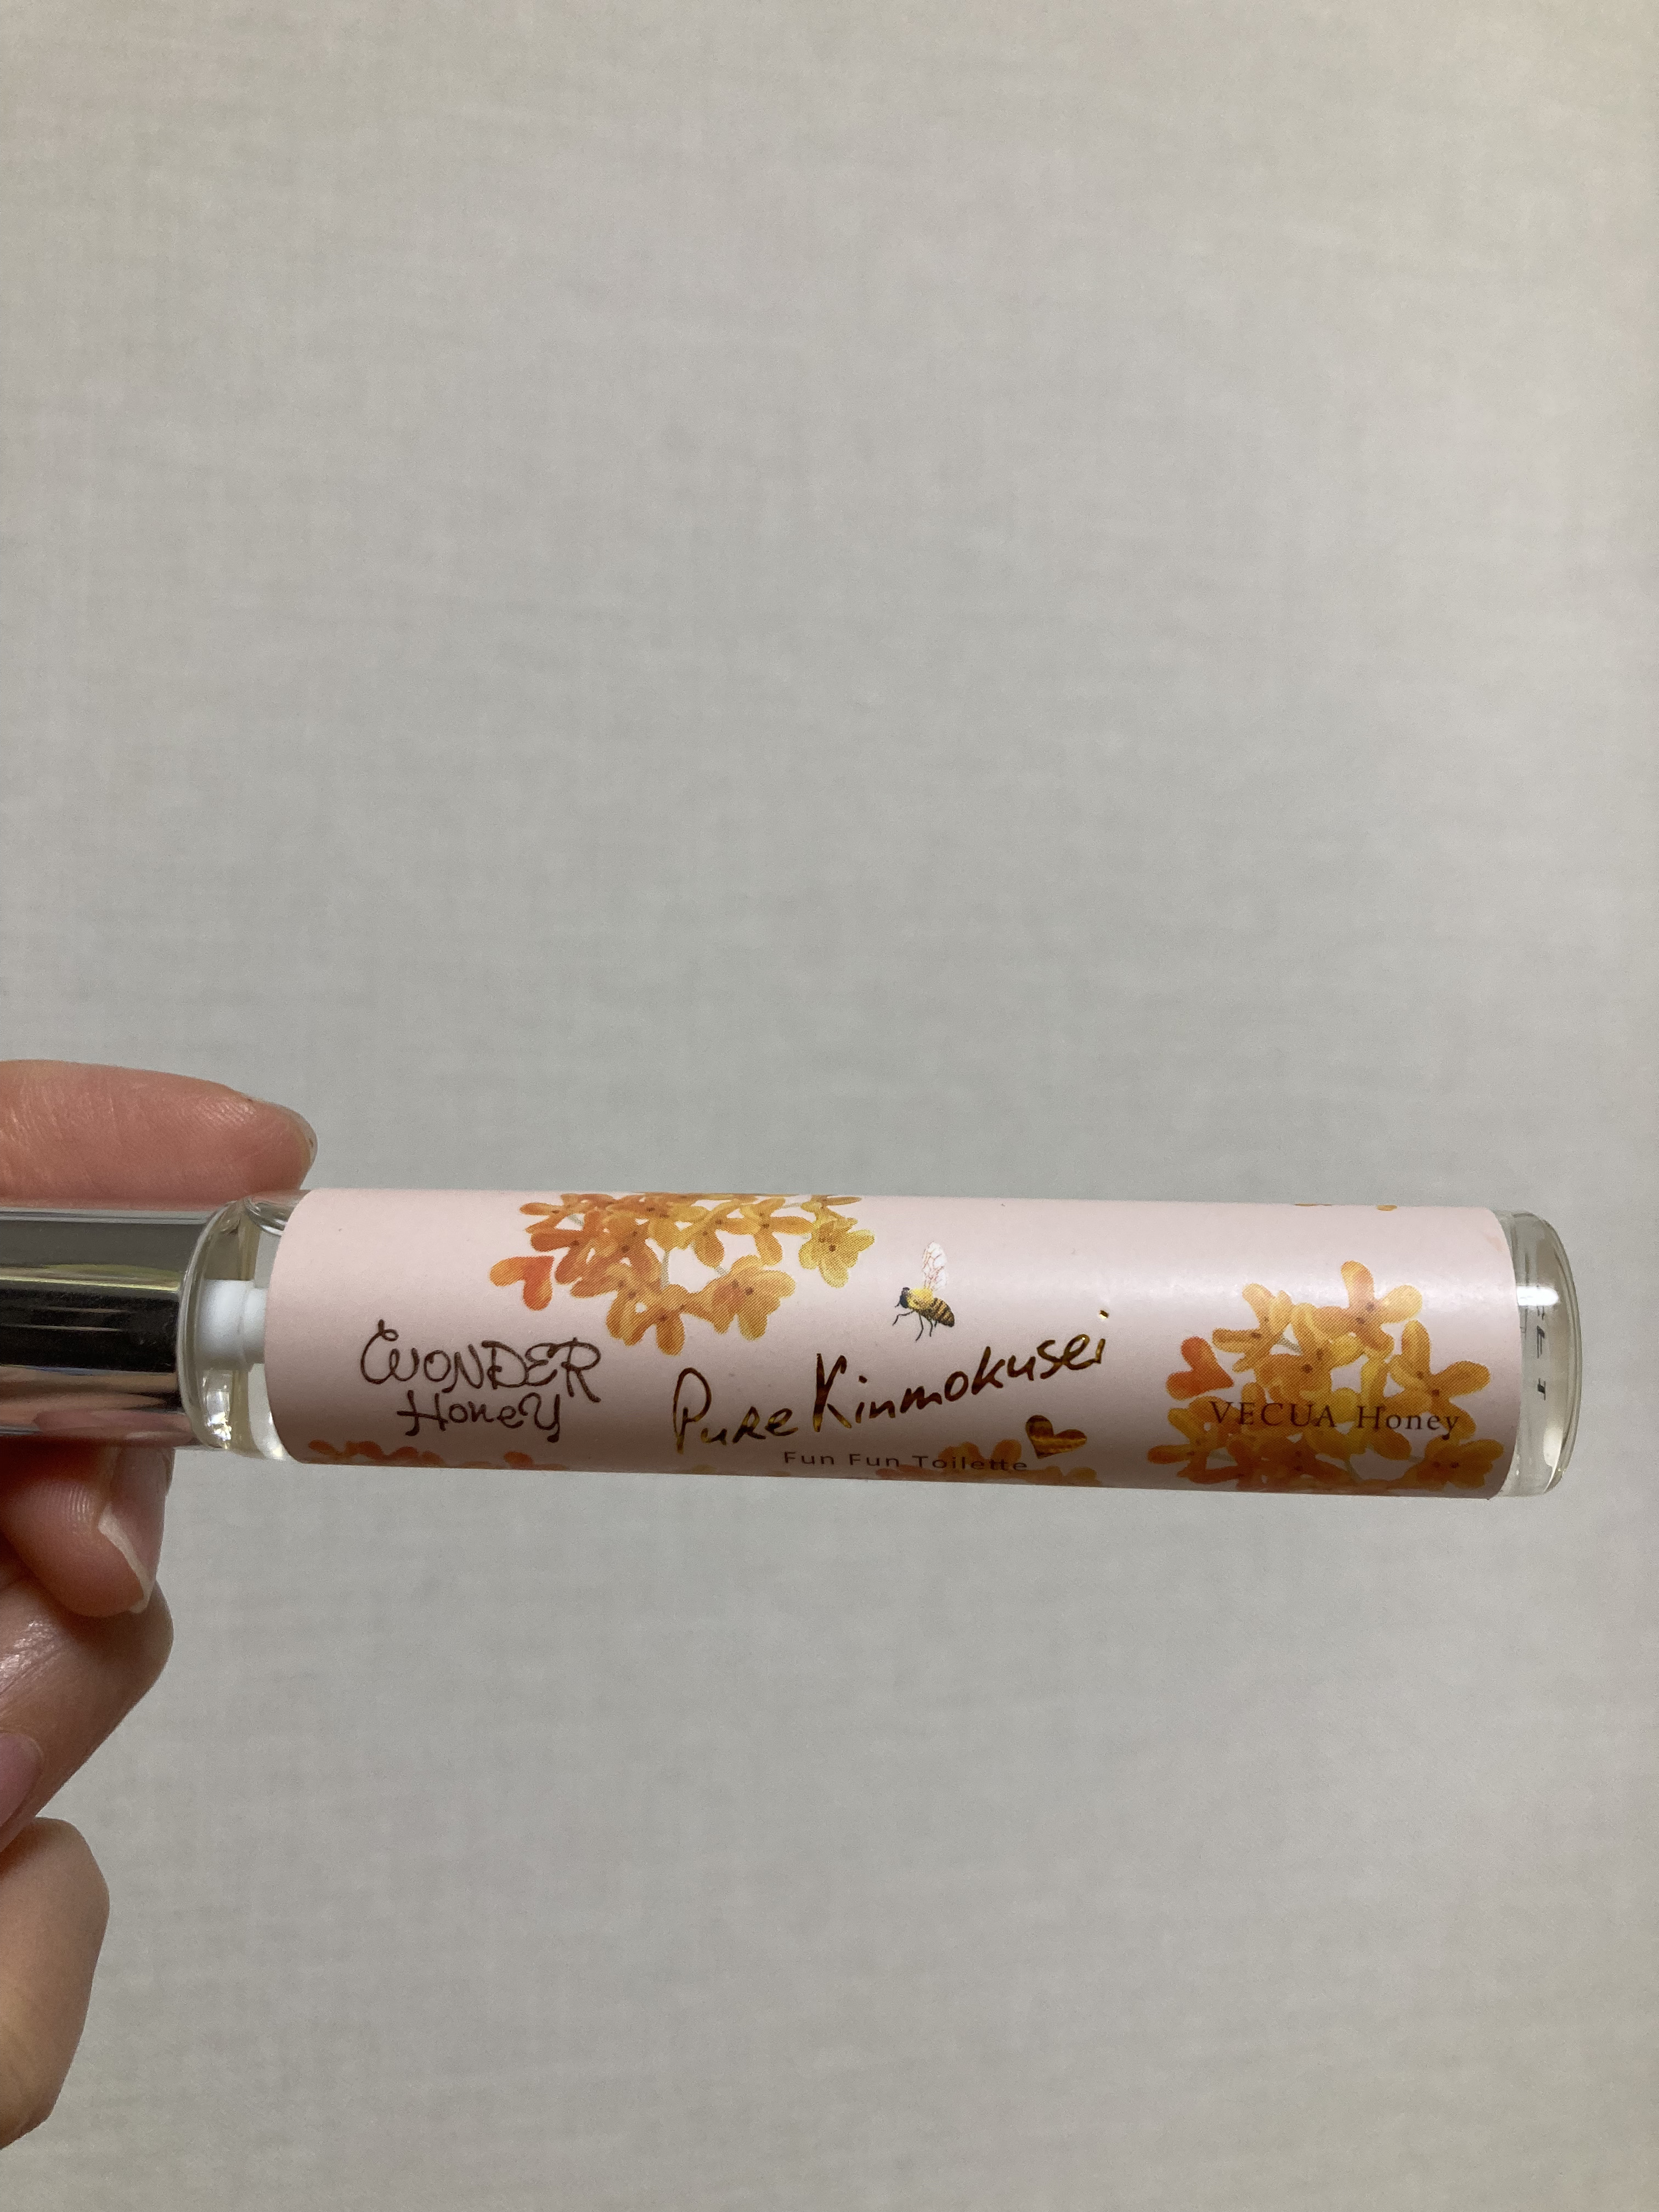 WONDER
Honey
Pure Kinmokusei
Fun Fun Toilette
VECUA Honey